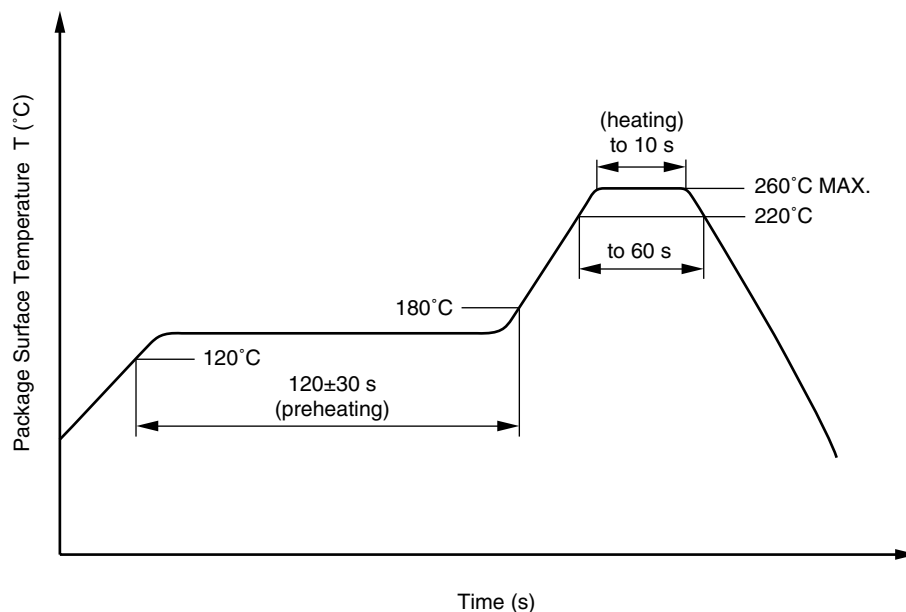 Package Surface Temperature T (˚C)
(heating)
to 10 s
260˚C MAX.
220˚C
to 60 s
180˚C
120˚C
120±30 s
(preheating)
Time (s)